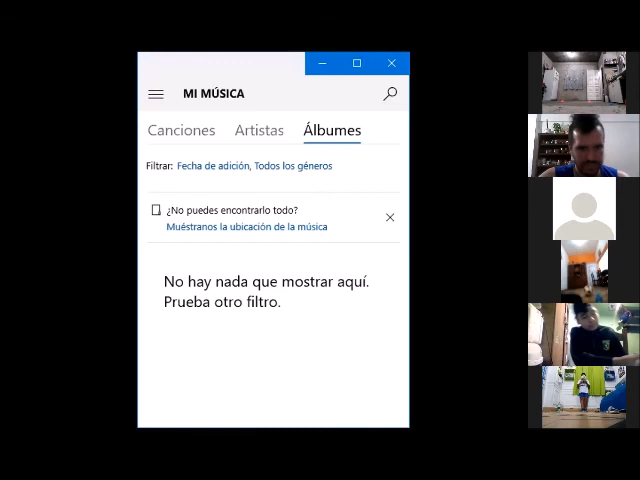 MI MÚSICA
Canciones Artistas Álbumes
Filtrar: Fecha de adición, Todos los géneros
¿No puedes encontrarlo todo?
Muéstranos la ubicación de la música
No hay nada que mostrar aquí.
Prueba otro filtro.